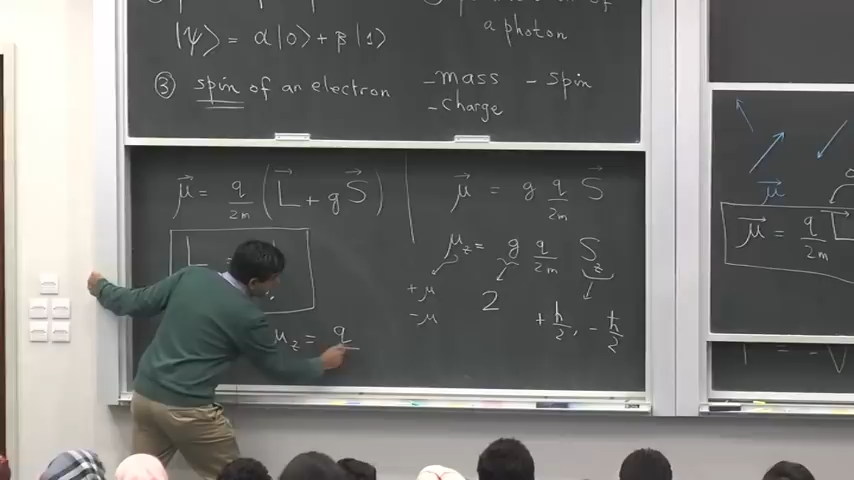 a photon
|ψ⟩ = α|0⟩ + β|1⟩
③ spin of an electron
- mass - spin
- charge
μ⃗ = q/2m (L⃗ + g S⃗)
μ⃗ = g q/2m S⃗
μz = g q/2m Sz
+μ
-μ
2
+ħ/2, -ħ/2
L
μz = q
μ⃗
μ⃗ = q/2m L⃗